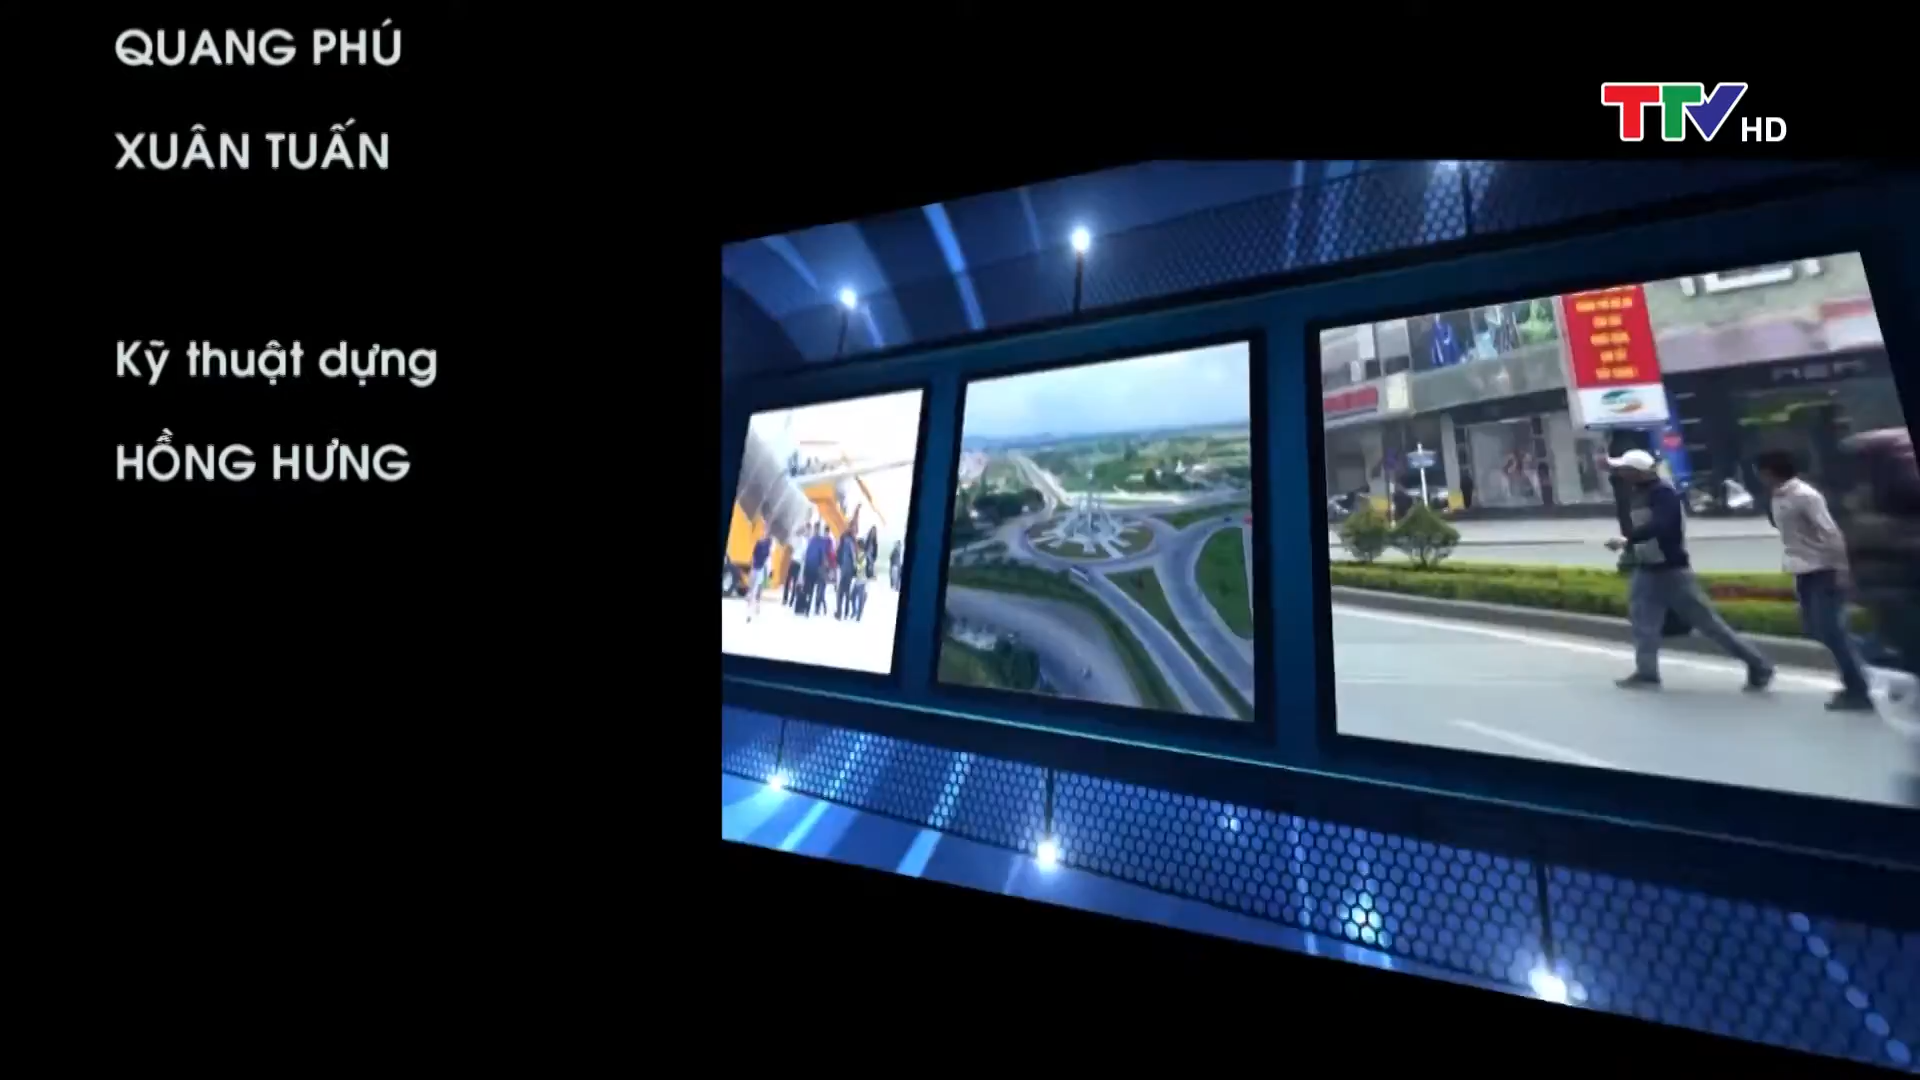 QUANG PHÚ
XUÂN TUẤN
Kỹ thuật dựng
HỒNG HƯNG
TTV HD